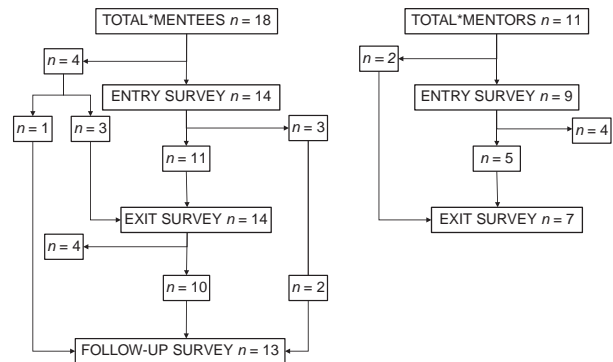 TOTAL*MENTEES n = 18
n = 4
ENTRY SURVEY n = 14
n = 1
n = 3
n = 3
n = 11
EXIT SURVEY n = 14
n = 4
n = 10
n = 2
FOLLOW-UP SURVEY n = 13
TOTAL*MENTORS n = 11
n = 2
ENTRY SURVEY n = 9
n = 4
n = 5
EXIT SURVEY n = 7